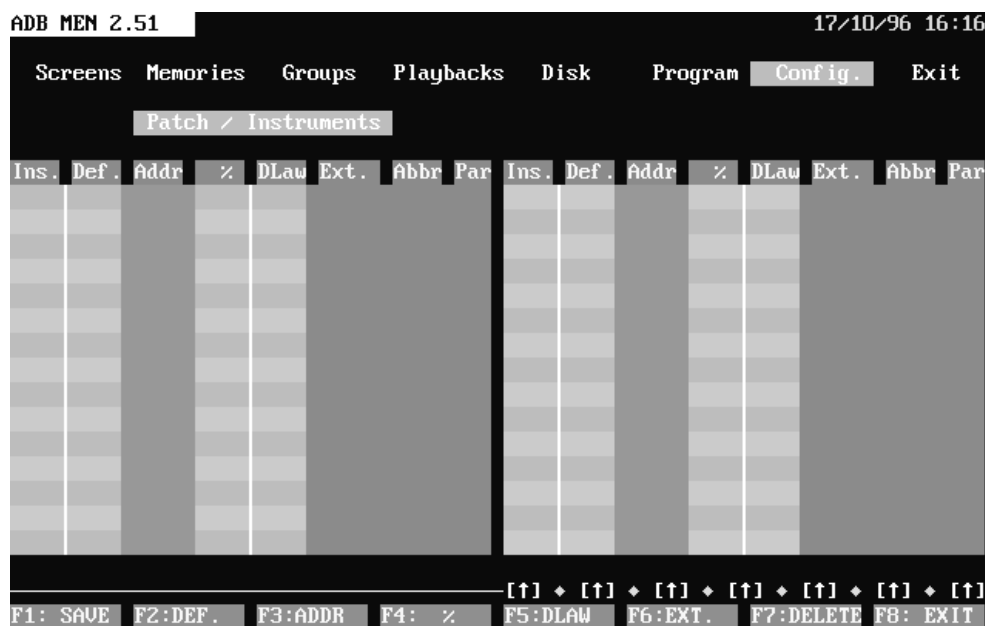 ADB MEN 2.51 17/10/96 16:16
Screens Memories Groups Playbacks Disk Program Config. Exit
Patch / Instruments
Ins. Def. Addr % DLaw Ext. Abbr Par Ins. Def. Addr % DLaw Ext. Abbr Par
[↑] ◆ [↑] ◆ [↑] ◆ [↑] ◆ [↑] ◆ [↑] ◆ [↑]
F1: SAVE F2:DEF. F3:ADDR F4: % F5:DLAW F6:EXT. F7:DELETE F8: EXIT